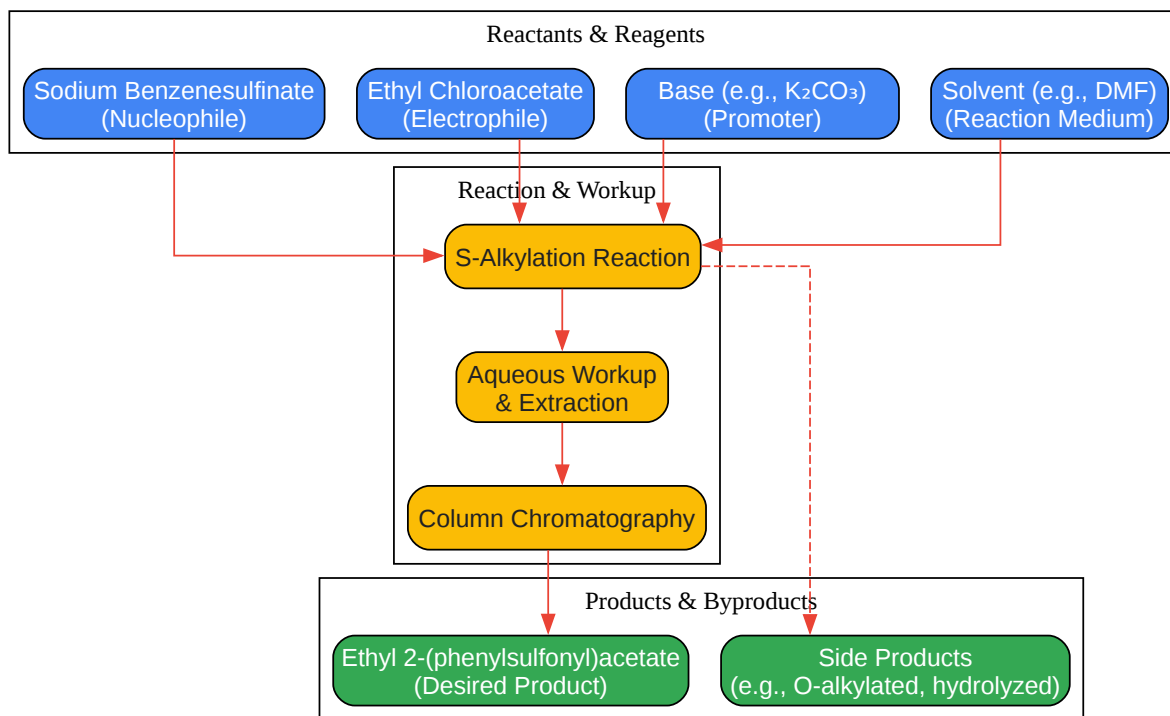 Reactants & Reagents
Sodium Benzenesulfinate
(Nucleophile)
Ethyl Chloroacetate
(Electrophile)
Base (e.g., K₂CO₃)
(Promoter)
Solvent (e.g., DMF)
(Reaction Medium)
Reaction & Workup
S-Alkylation Reaction
Aqueous Workup
& Extraction
Column Chromatography
Products & Byproducts
Ethyl 2-(phenylsulfonyl)acetate
(Desired Product)
Side Products
(e.g., O-alkylated, hydrolyzed)